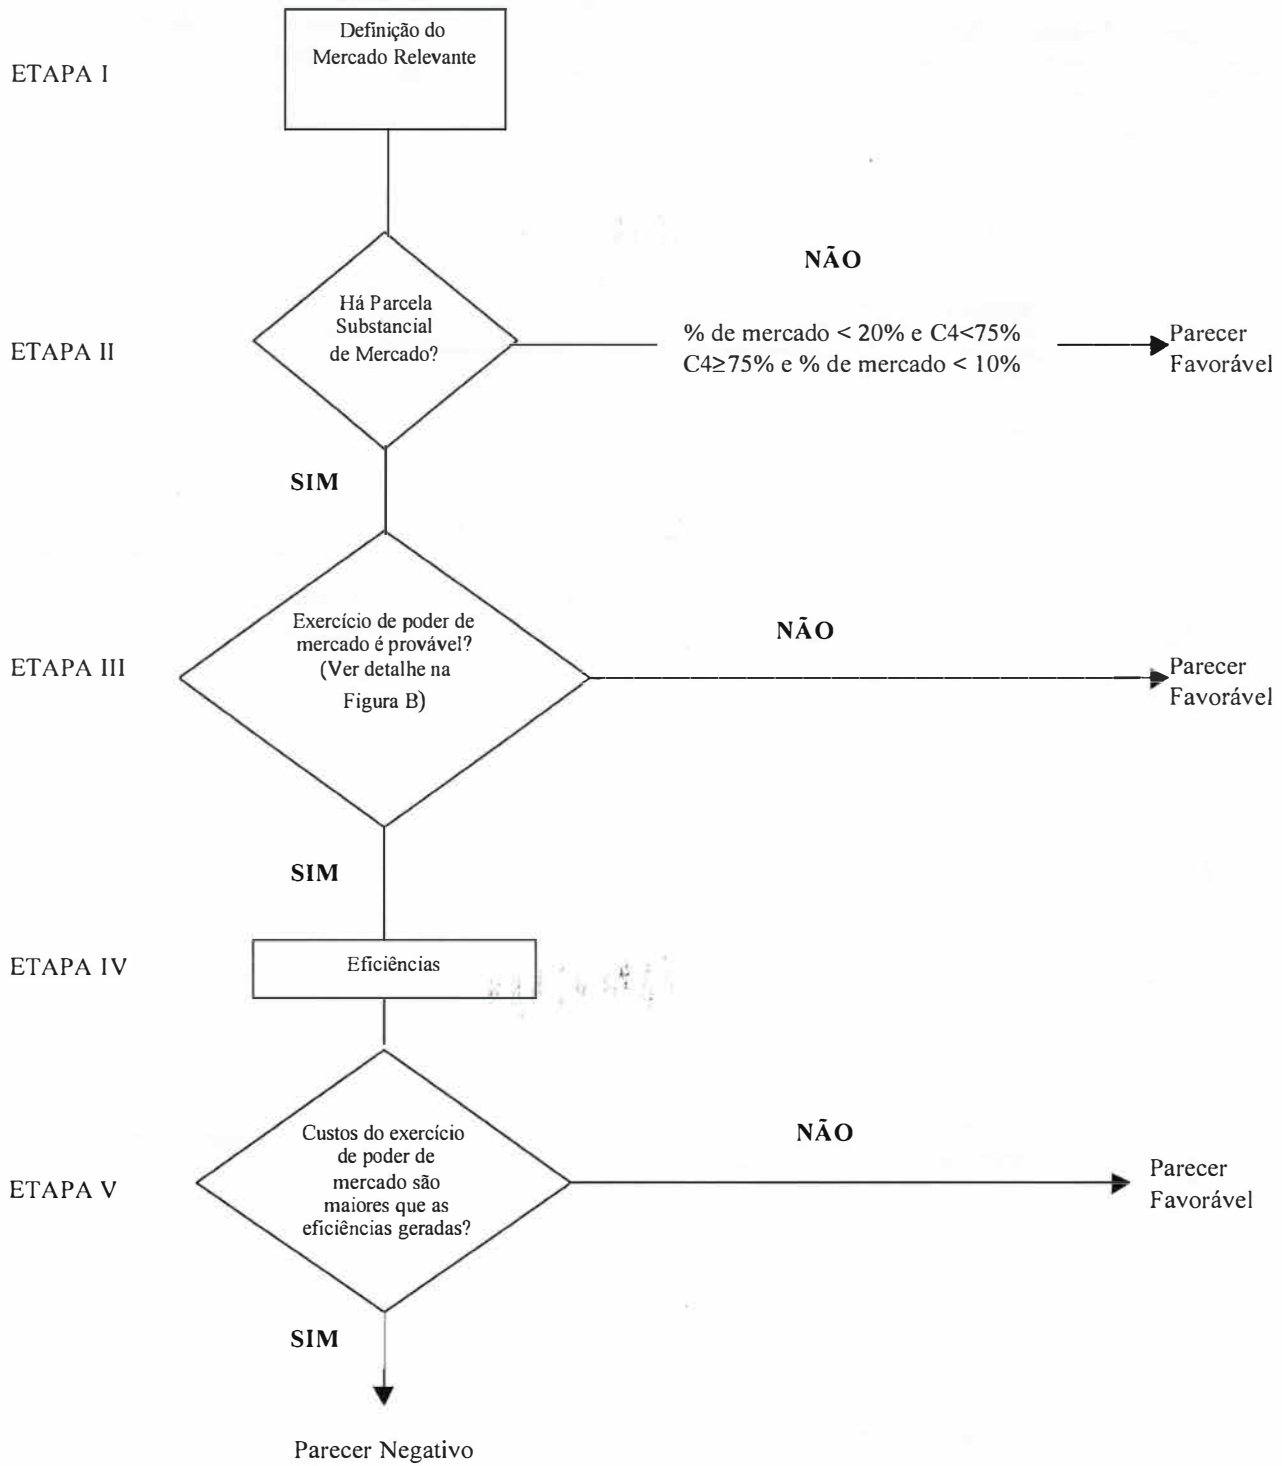 Definição do
Mercado Relevante
ETAPA I
NÃO
Há Parcela
Substancial
de Mercado?
ETAPA II
% de mercado < 20% e C4<75%
C4≥75% e % de mercado < 10%
Parecer
Favorável
SIM
Exercício de poder de
mercado é provável?
(Ver detalhe na
Figura B)
NÃO
ETAPA III
Parecer
Favorável
SIM
ETAPA IV
Eficiências
Custos do exercício
de poder de
mercado são
maiores que as
eficiências geradas?
NÃO
ETAPA V
Parecer
Favorável
SIM
Parecer Negativo